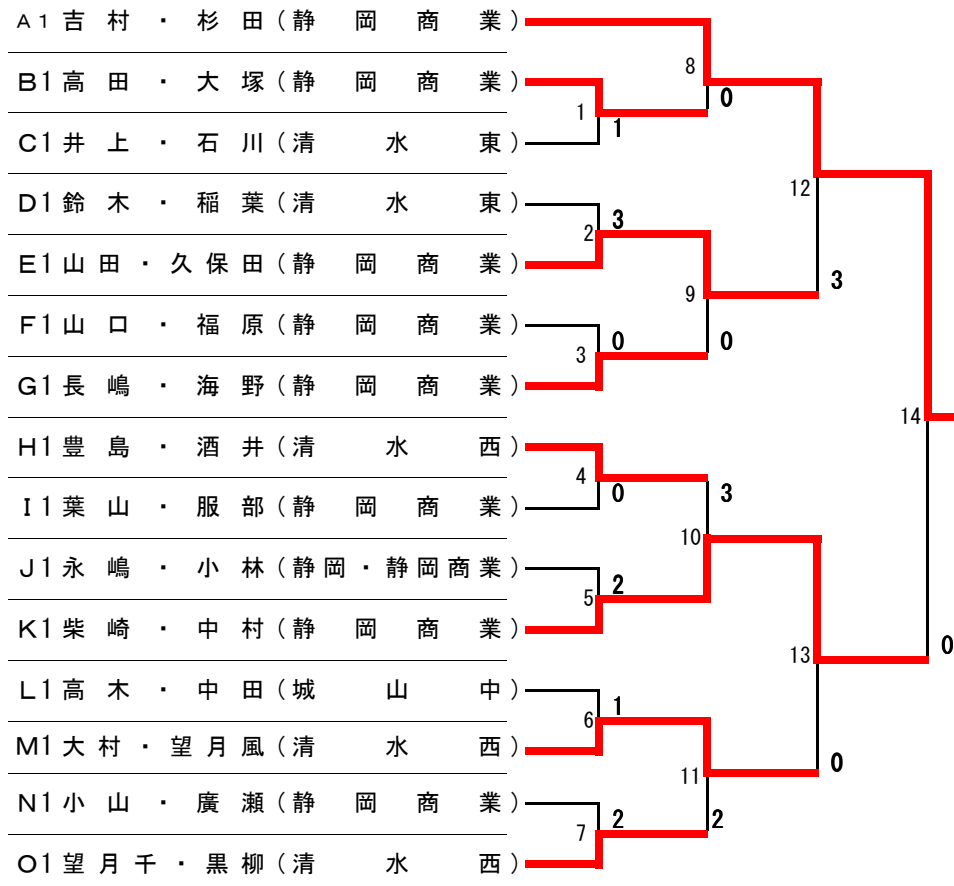 A1吉村・杉田(静岡商業)
8
B1高田・大塚(静岡商業)
0
1
1
C1井上・石川(清水東)
12
D1鈴木・稲葉(清水東)
3
2
E1山田・久保田(静岡商業)
3
9
F1山口・福原(静岡商業)
0
0
3
G1長嶋・海野(静岡商業)
14
H1豊島・酒井(清水西)
4
0
3
I1葉山・服部(静岡商業)
10
J1永嶋・小林(静岡・静岡商業)
2
5
K1柴崎・中村(静岡商業)
0
13
L1高木・中田(城山中)
1
6
M1大村・望月風(清水西)
0
11
N1小山・廣瀬(静岡商業)
2
2
7
O1望月千・黒柳(清水西)